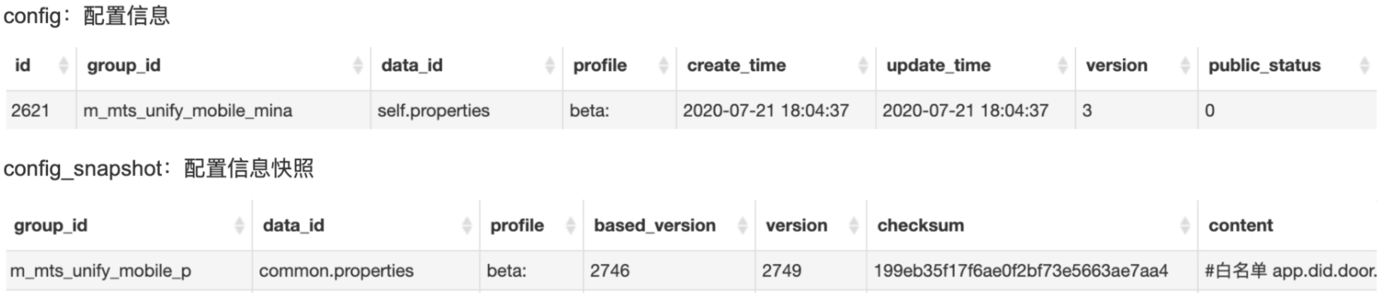 config：配置信息
id group_id data_id profile create_time update_time version public_status
2621 m_mts_unify_mobile_mina self.properties beta: 2020-07-21 18:04:37 2020-07-21 18:04:37 3 0
config_snapshot：配置信息快照
group_id data_id profile based_version version checksum content
m_mts_unify_mobile_p common.properties beta: 2746 2749 199eb35f17f6ae0f2bf73e5663ae7aa4 #白名单 app.did.door.